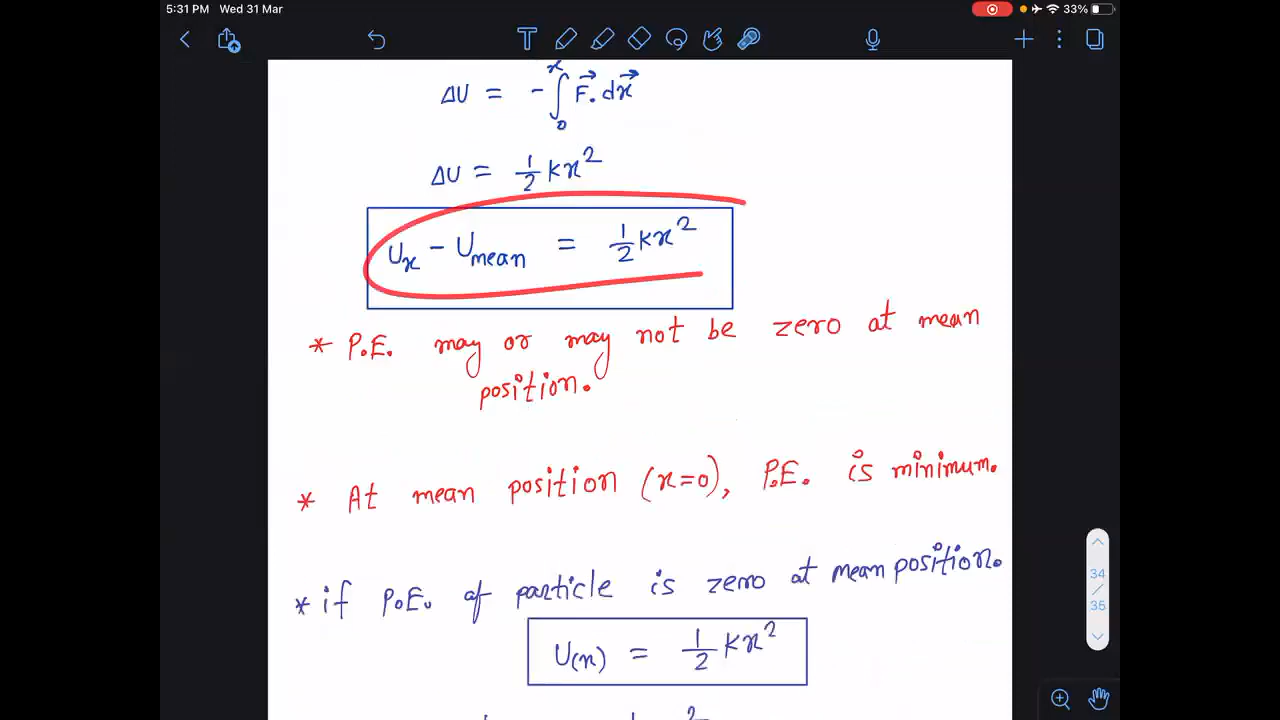 5:31 PM Wed 31 Mar
33%
T
ΔU = -∫₀ˣ F⃗. dx⃗
ΔU = 1/2 kx²
Ux - Umean = 1/2 kx²
* P.E. may or may not be zero at mean
position.
* At mean position (x=0), P.E. is minimum.
* if P.E. of particle is zero at mean position.
U(x) = 1/2 kx²
34
/
35